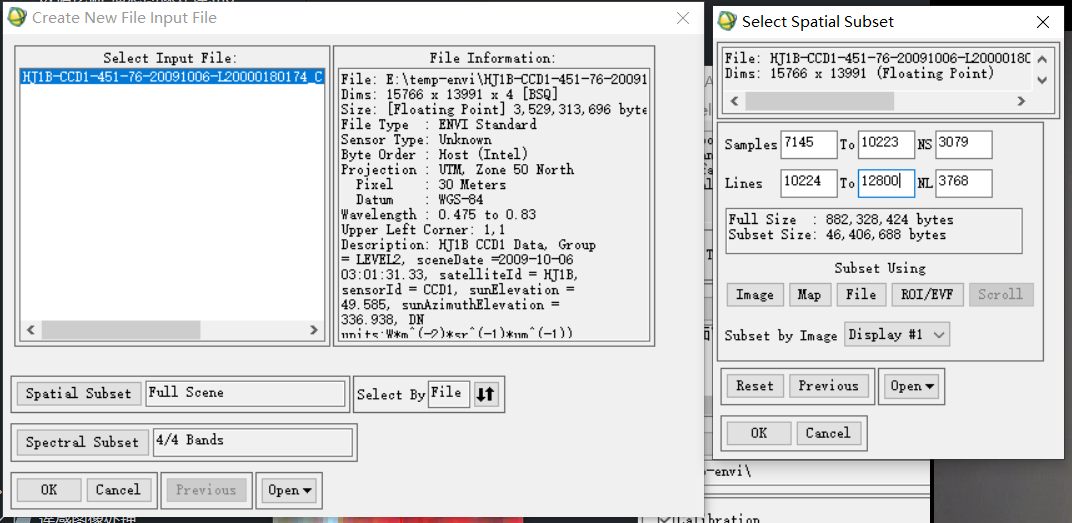 Create New File Input File
Select Input File:
HJ1B-CCD1-451-76-20091006-L20000180174_C
File Information:
File: E:\temp-envi\HJ1B-CCD1-451-76-20091
Dims: 15766 x 13991 x 4 [BSQ]
Size: [Floating Point] 3,529,313,696 byte
File Type : ENVI Standard
Sensor Type: Unknown
Byte Order : Host (Intel)
Projection : UTM, Zone 50 North
Pixel : 30 Meters
Datum : WGS-84
Wavelength : 0.475 to 0.83
Upper Left Corner: 1,1
Description: HJ1B CCD1 Data, Group
= LEVEL2, sceneDate =2009-10-06
03:01:31.33, satelliteId = HJ1B,
sensorId = CCD1, sunElevation =
49.585, sunAzimuthElevation =
336.938, DN
units:W*m^(-2)*sr^(-1)*um^(-1))
Spatial Subset Full Scene
Select By File
Spectral Subset 4/4 Bands
OK Cancel Previous Open
Select Spatial Subset
File: HJ1B-CCD1-451-76-20091006-L2000018(
Dims: 15766 x 13991 (Floating Point)
Samples 7145 To 10223 NS 3079
Lines 10224 To 12800 NL 3768
Full Size : 882,328,424 bytes
Subset Size: 46,406,688 bytes
Subset Using
Image Map File ROI/EVF Scroll
Subset by Image Display #1
Reset Previous Open
OK Cancel
-envi\
Calibration
遥感图像处理